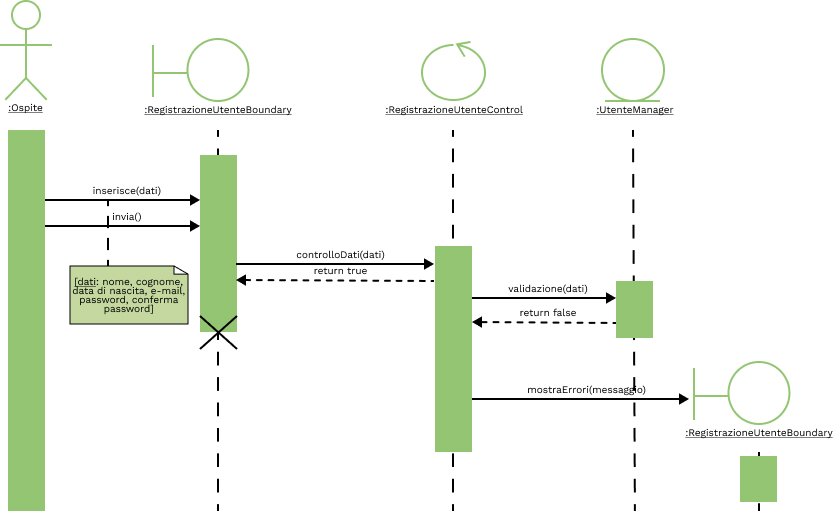 :Ospite
:RegistrazioneUtenteBoundary
:RegistrazioneUtenteControl
:UtenteManager
inserisce(dati)
invia()
controlloDati(dati)
return true
[dati: nome, cognome,
data di nascita, e-mail,
password, conferma
password]
validazione(dati)
return false
mostraErrori(messaggio)
:RegistrazioneUtenteBoundary